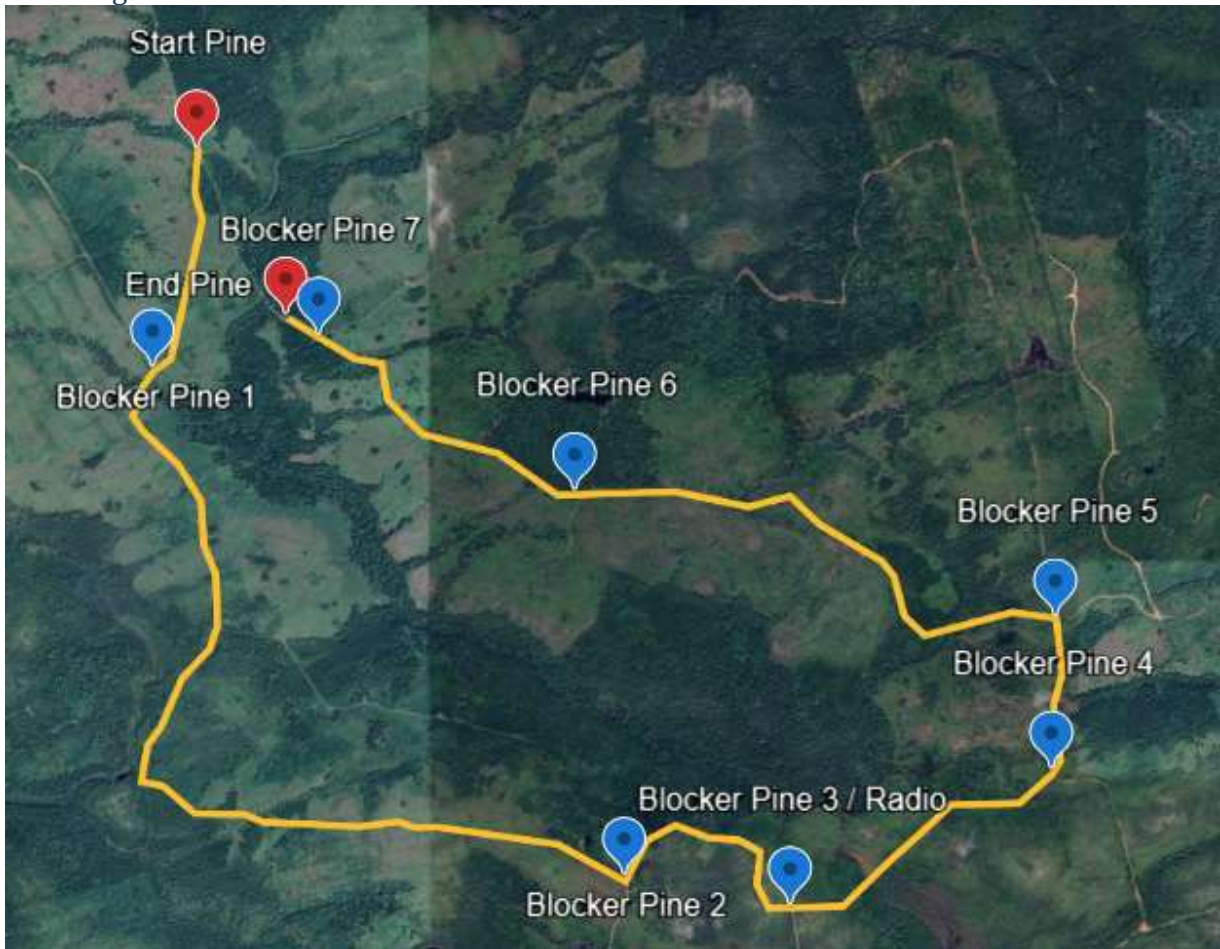 Start Pine
Blocker Pine 7
End Pine
Blocker Pine 6
Blocker Pine 1
Blocker Pine 5
Blocker Pine 4
Blocker Pine 3 / Radio
Blocker Pine 2